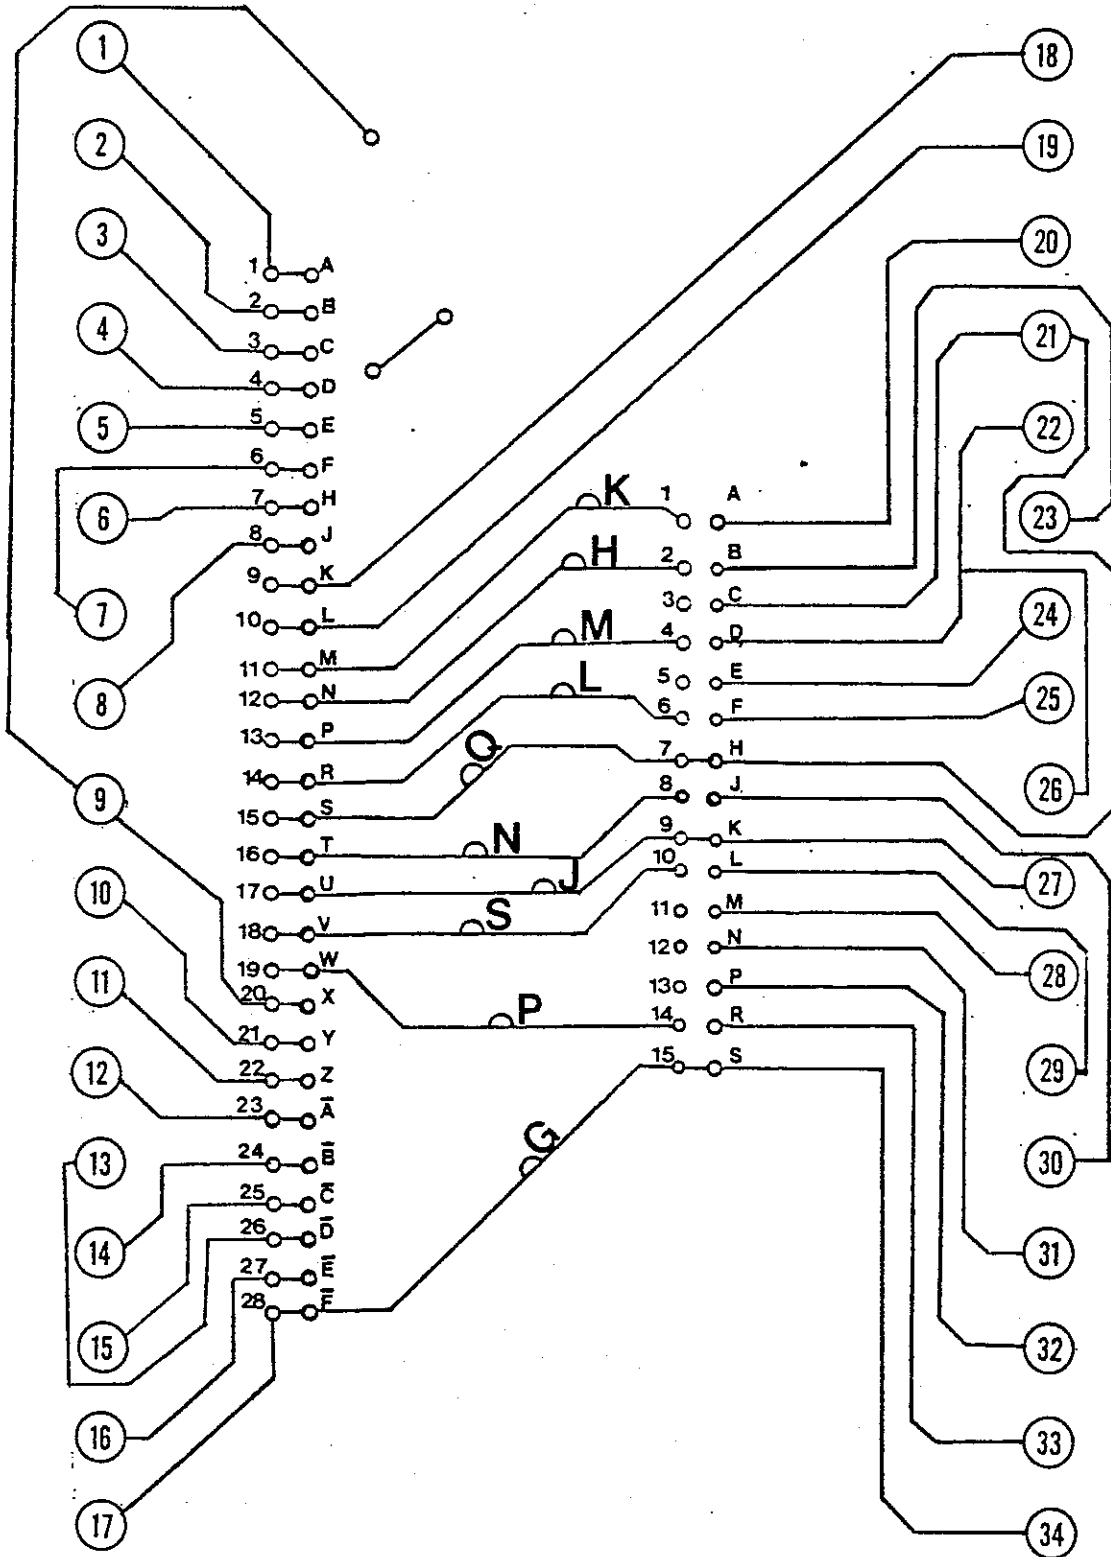 1
18
2
19
3
20
1 A
2 B
4
21
3 C
4 D
5
22
5 E
6 F
K
1 A
6
7 H
23
8 J
H
2 B
9 K
7
3 C
24
10 L
M
4 D
11 M
L
5 E
8
12 N
6 F
25
13 P
Q
7 H
14 R
8 J
26
9
15 S
9 K
16 T
N
10 L
27
10
17 U
J
18 V
S
11 M
12 N
11
19 W
13 P
28
20 X
P
14 R
21 Y
15 S
29
12
22 Z
23 A̅
G
13
24 B̅
30
25 C̅
14
26 D̅
31
27 E̅
28 F̅
15
32
16
33
17
34